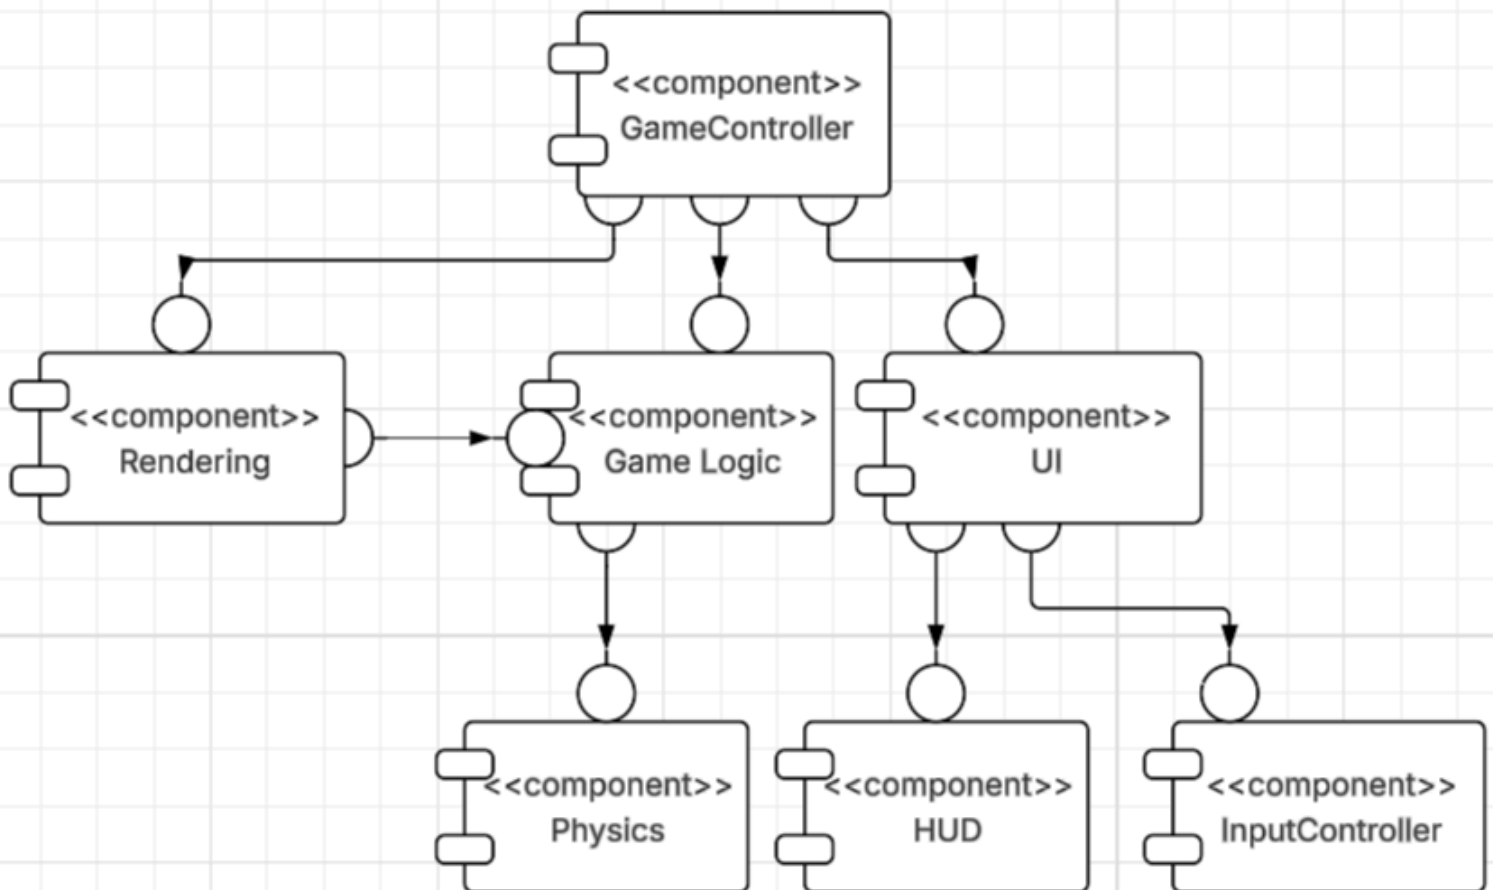 <<component>>
GameController
<<component>>
Rendering
<<component>>
Game Logic
<<component>>
UI
<<component>>
Physics
<<component>>
HUD
<<component>>
InputController